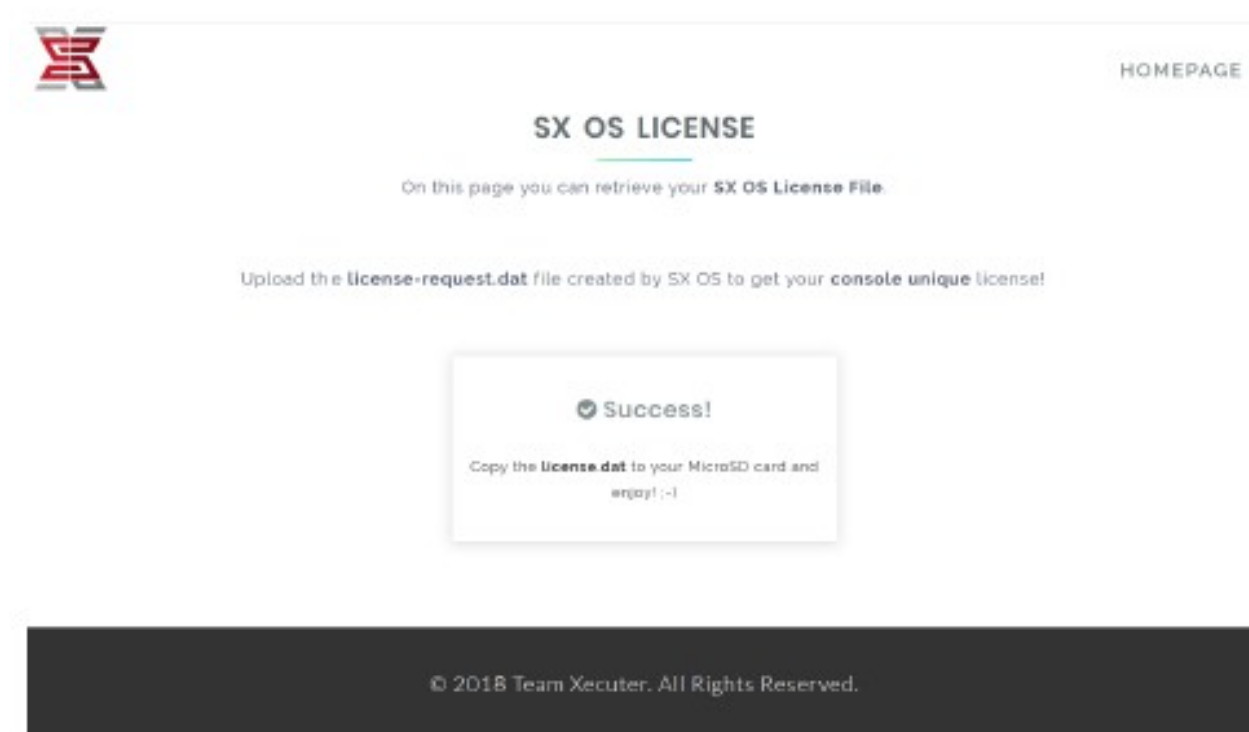 HOMEPAGE
SX OS LICENSE
On this page you can retrieve your SX OS License File.
Upload the license-request.dat file created by SX OS to get your console unique license!
Success!
Copy the license.dat to your MicroSD card and
enjoy! ;-)
© 2018 Team Xecuter. All Rights Reserved.